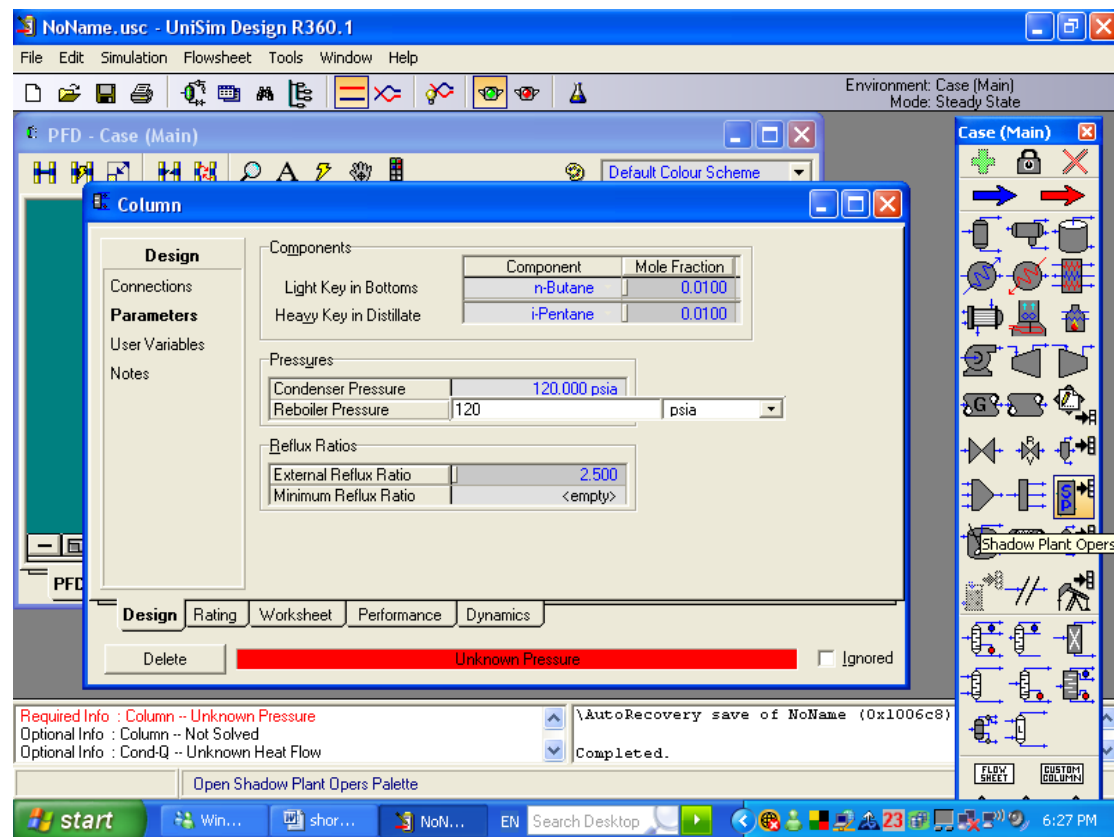 NoName.usc - UniSim Design R360.1
File Edit Simulation Flowsheet Tools Window Help
Environment: Case (Main)
Mode: Steady State
PFD - Case (Main)
Case (Main)
Default Colour Scheme
Column
Design
Connections
Parameters
User Variables
Notes
Components
Component Mole Fraction
Light Key in Bottoms n-Butane 0.0100
Heavy Key in Distillate i-Pentane 0.0100
Pressures
Condenser Pressure 120.000 psia
Reboiler Pressure 120 psia
Reflux Ratios
External Reflux Ratio 2.500
Minimum Reflux Ratio <empty>
G
R
V
SP
Shadow Plant Opers
PFD
Design Rating Worksheet Performance Dynamics
Delete Unknown Pressure Ignored
Required Info : Column -- Unknown Pressure
Optional Info : Column -- Not Solved
Optional Info : Cond-Q -- Unknown Heat Flow
\AutoRecovery save of NoName (0x1006c8)
Completed.
FLOW SHEET
CUSTOM COLUMN
Open Shadow Plant Opers Palette
start Win... shor... NoN... EN Search Desktop 23 6:27 PM